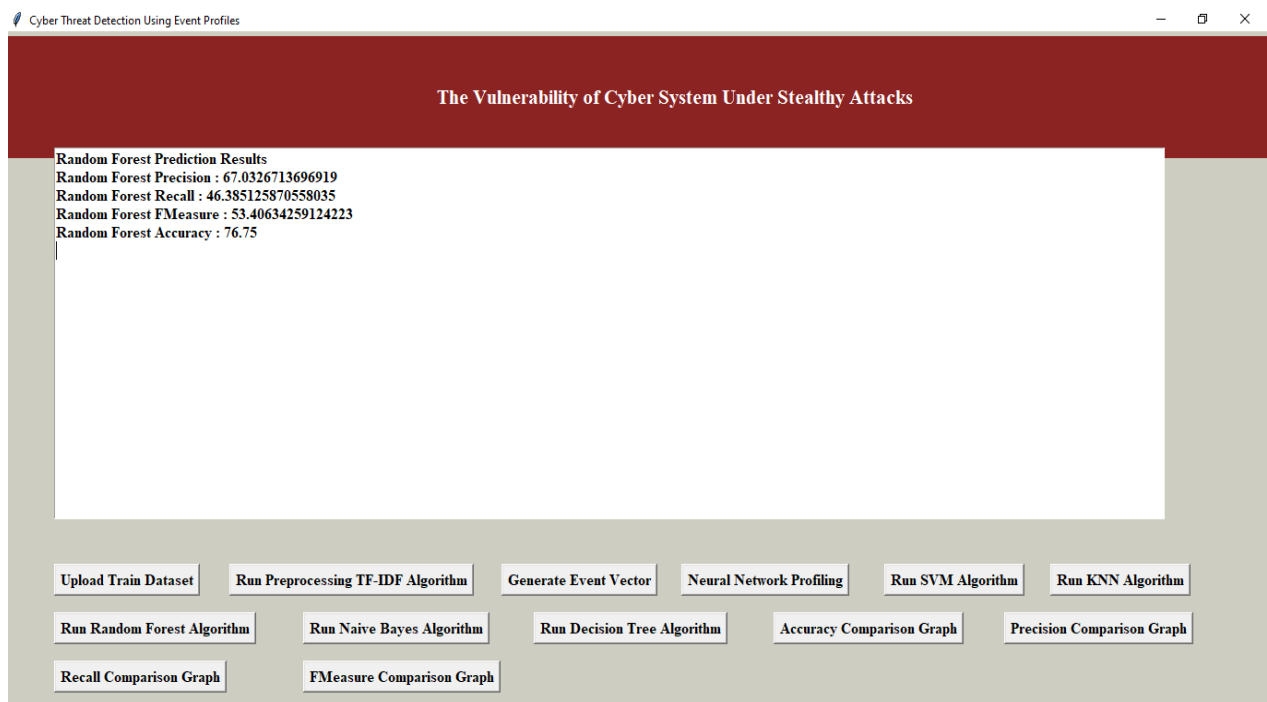 Cyber Threat Detection Using Event Profiles
The Vulnerability of Cyber System Under Stealthy Attacks
Random Forest Prediction Results
Random Forest Precision : 67.0326713696919
Random Forest Recall : 46.385125870558035
Random Forest FMeasure : 53.40634259124223
Random Forest Accuracy : 76.75
Upload Train Dataset Run Preprocessing TF-IDF Algorithm Generate Event Vector Neural Network Profiling Run SVM Algorithm Run KNN Algorithm
Run Random Forest Algorithm Run Naive Bayes Algorithm Run Decision Tree Algorithm Accuracy Comparison Graph Precision Comparison Graph
Recall Comparison Graph FMeasure Comparison Graph